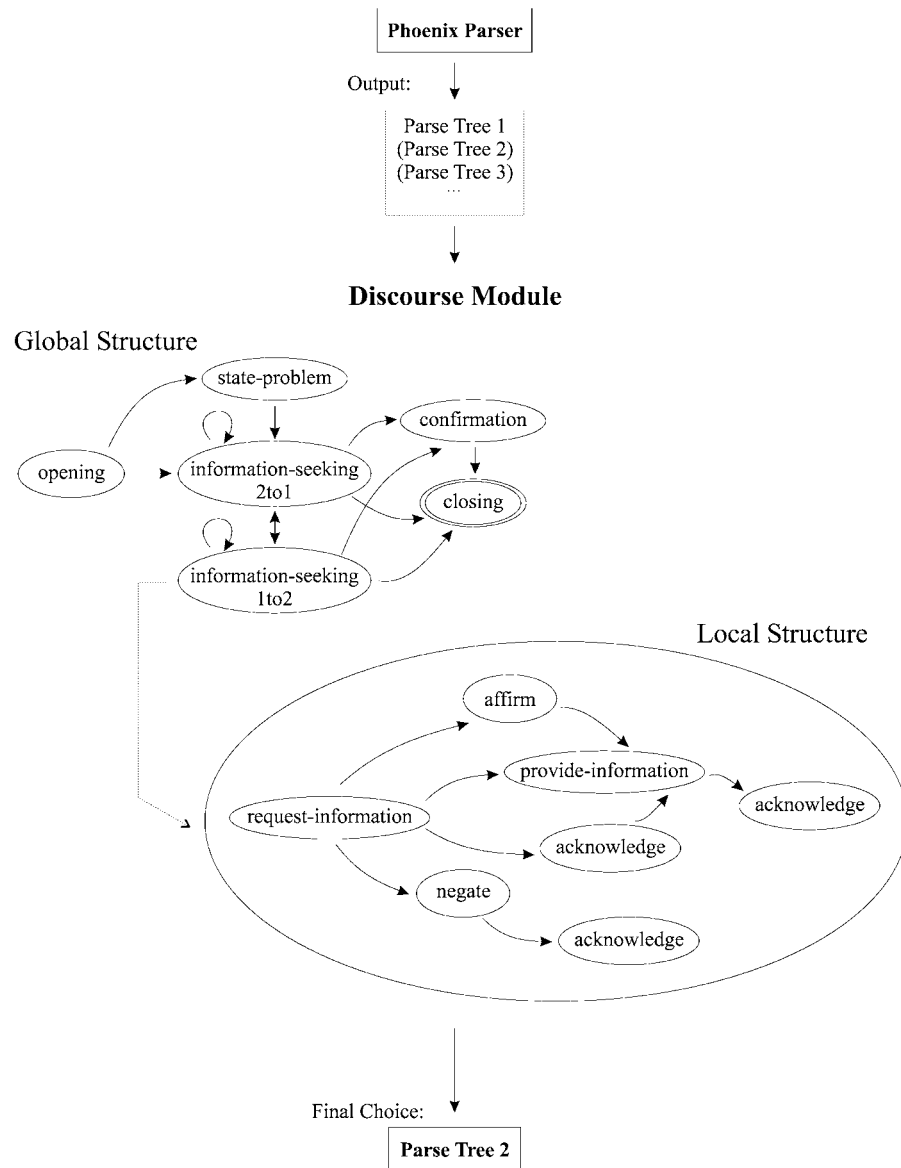 Phoenix Parser
Output:
Parse Tree 1
(Parse Tree 2)
(Parse Tree 3)
...
Discourse Module
Global Structure
state-problem
confirmation
opening
information-seeking
2to1
closing
information-seeking
1to2
Local Structure
affirm
provide-information
acknowledge
request-information
acknowledge
negate
acknowledge
Final Choice:
Parse Tree 2